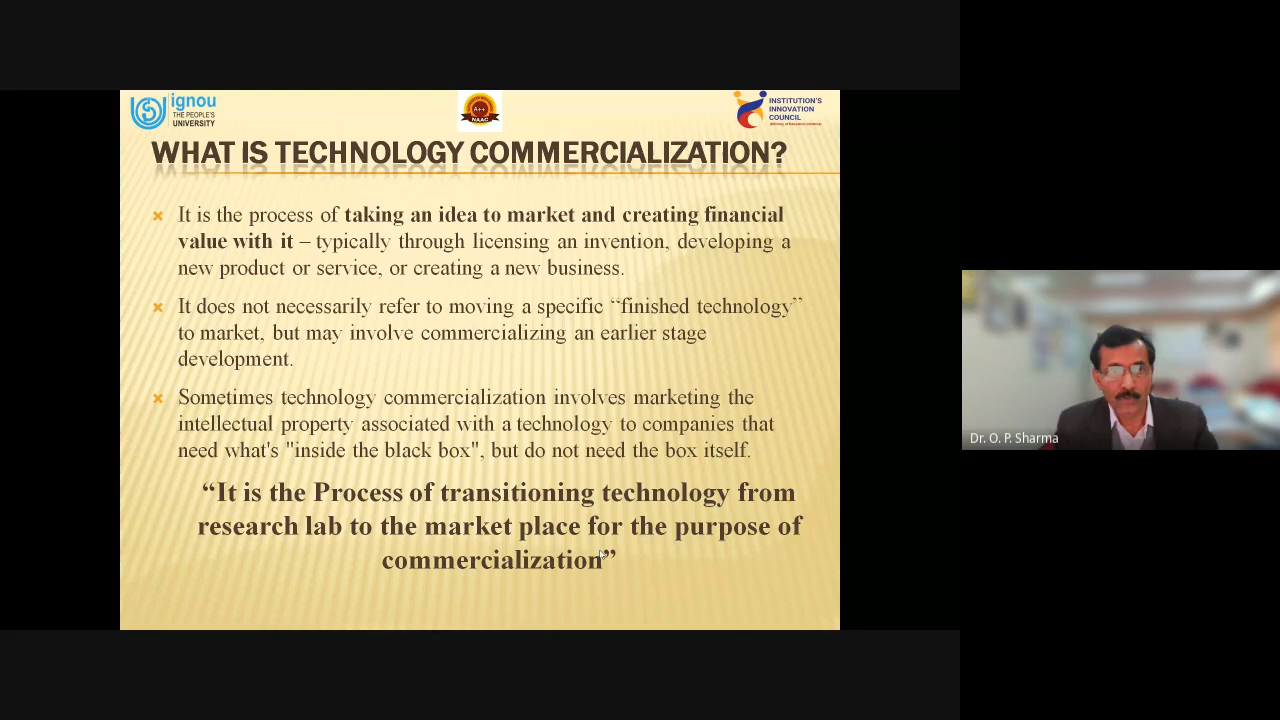 ignou
THE PEOPLE'S
UNIVERSITY
A++
NAAC
INSTITUTION'S
INNOVATION
COUNCIL
(Ministry of Education Initiative)
WHAT IS TECHNOLOGY COMMERCIALIZATION?
It is the process of taking an idea to market and creating financial
value with it – typically through licensing an invention, developing a
new product or service, or creating a new business.
It does not necessarily refer to moving a specific “finished technology”
to market, but may involve commercializing an earlier stage
development.
Sometimes technology commercialization involves marketing the
intellectual property associated with a technology to companies that
need what's "inside the black box", but do not need the box itself.
“It is the Process of transitioning technology from
research lab to the market place for the purpose of
commercialization”
Dr. O. P. Sharma